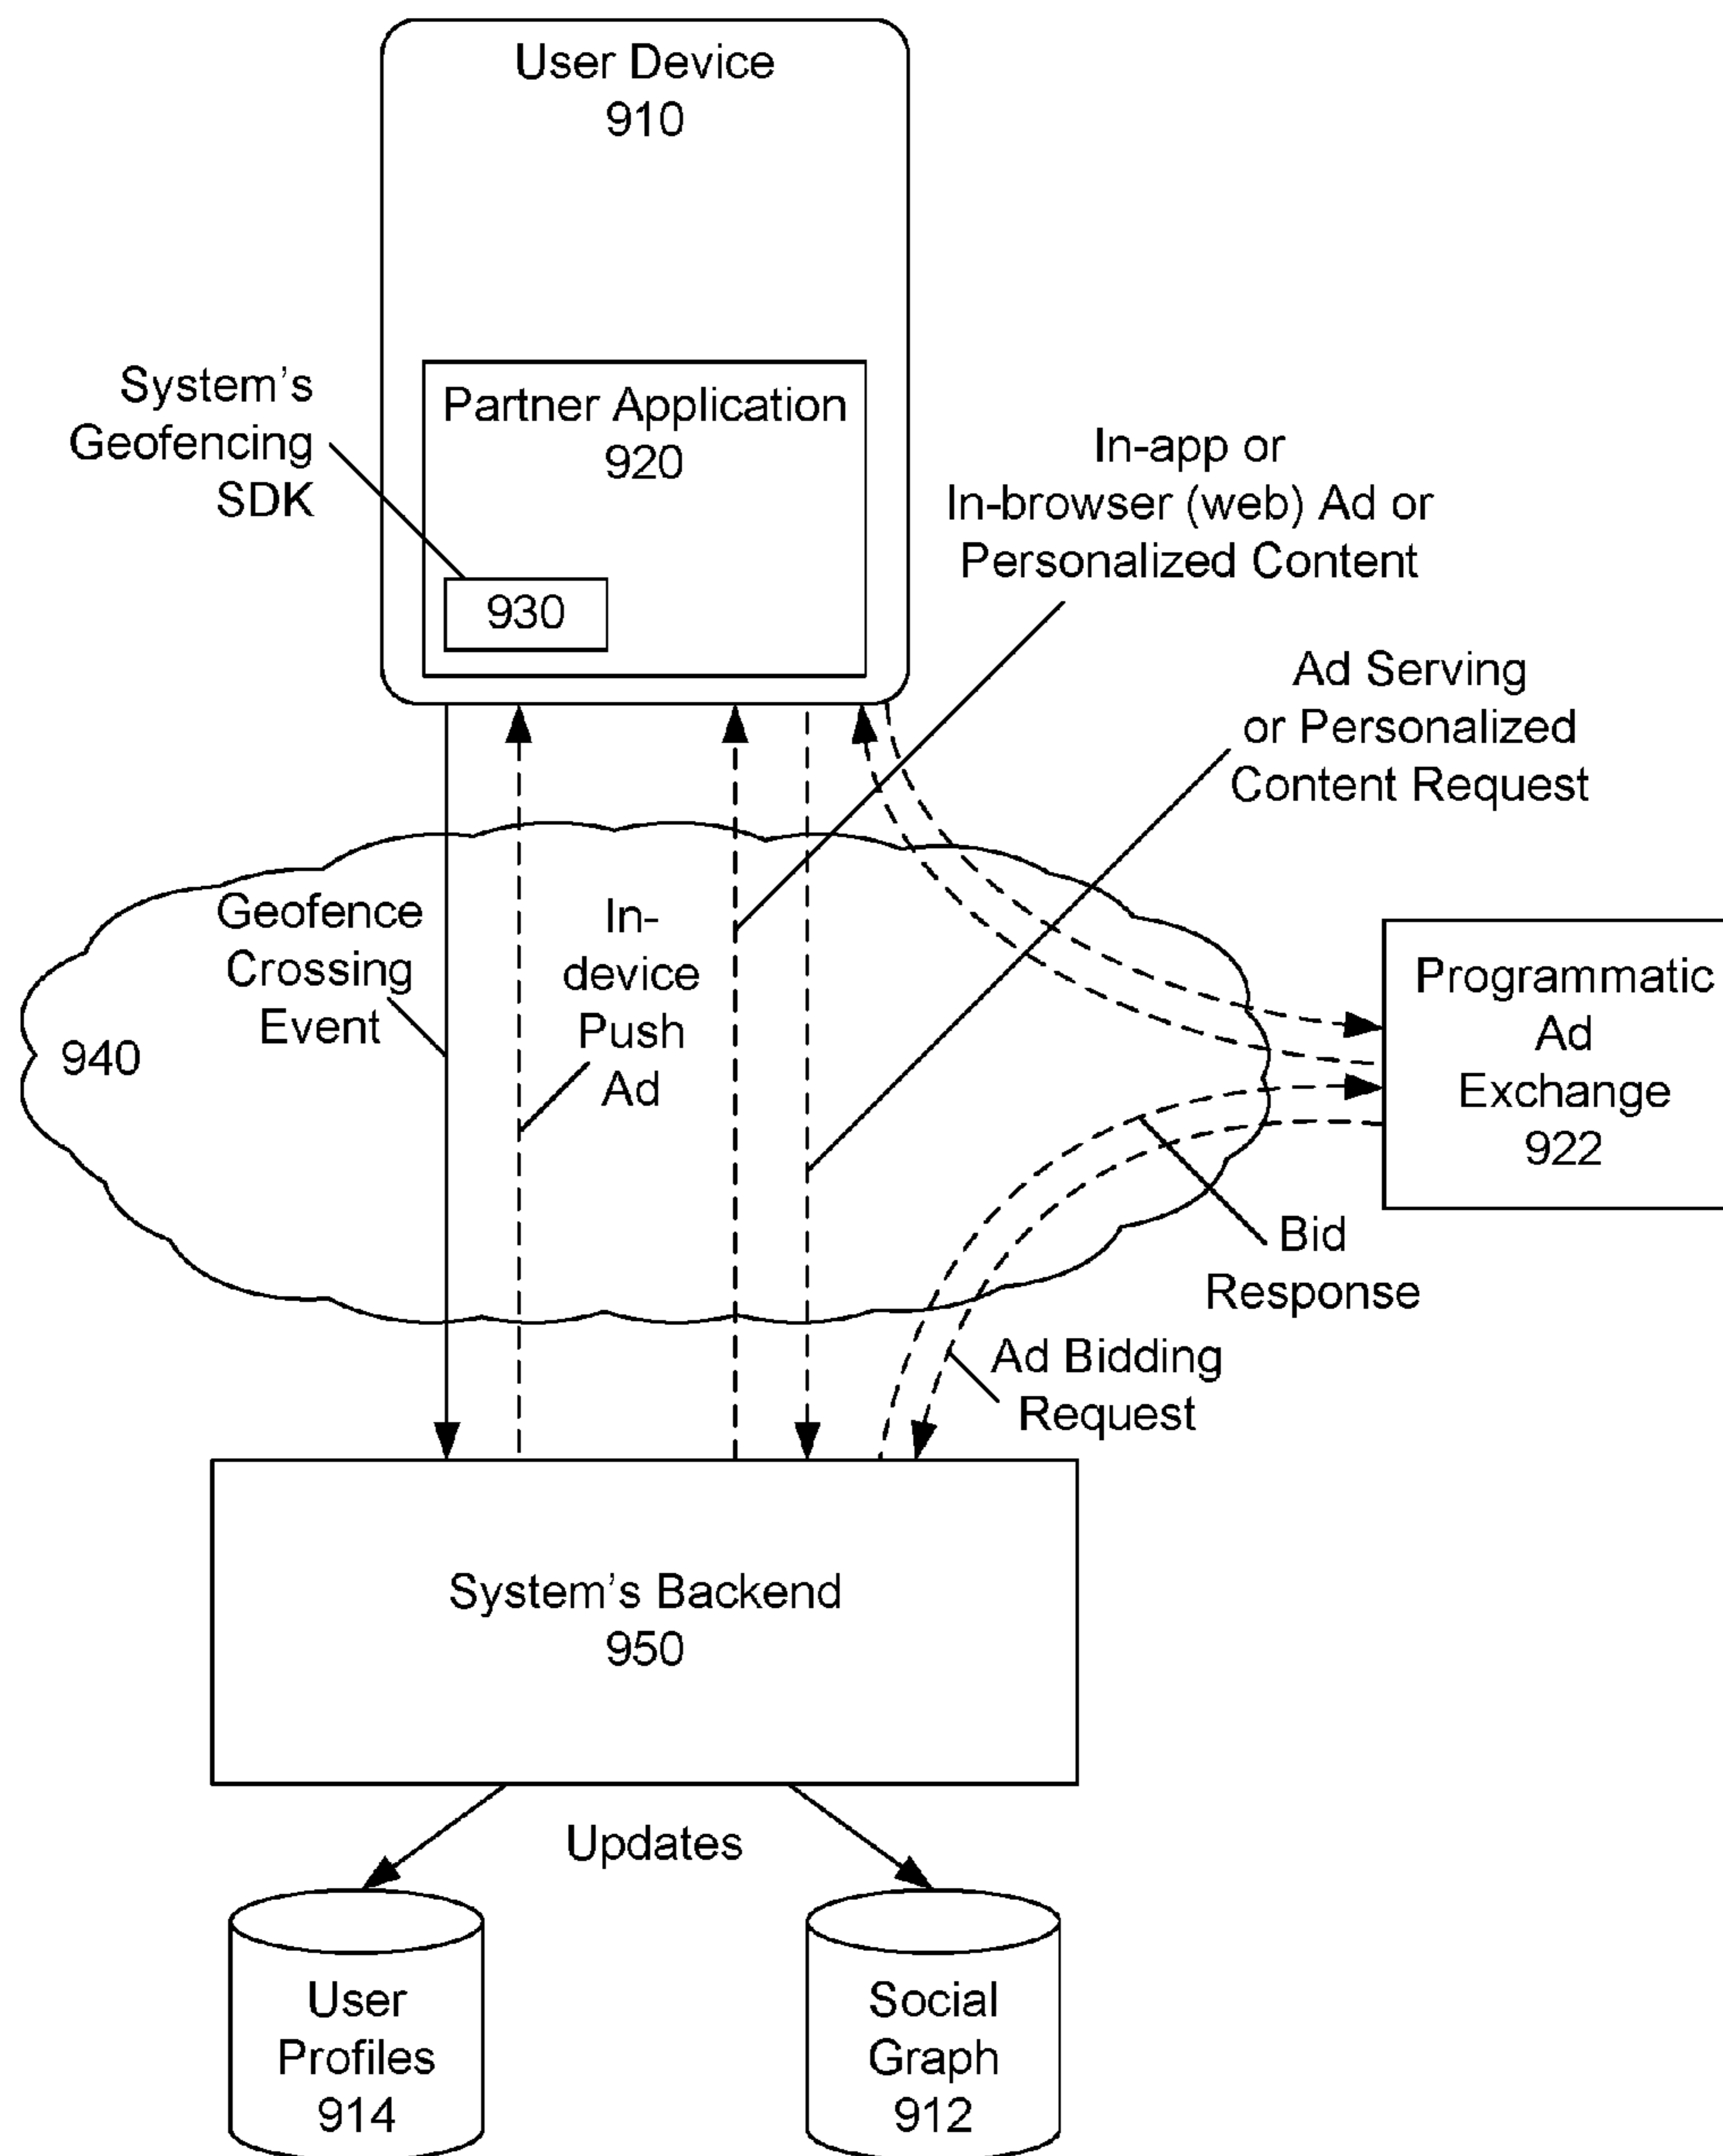 User Device
910
System's
Geofencing
SDK
Partner Application
920
930
In-app or
In-browser (web) Ad or
Personalized Content
Ad Serving
or Personalized
Content Request
Geofence
Crossing
Event
In-
device
Push
Ad
940
Programmatic
Ad
Exchange
922
Bid
Response
Ad Bidding
Request
System's Backend
950
Updates
User
Profiles
914
Social
Graph
912